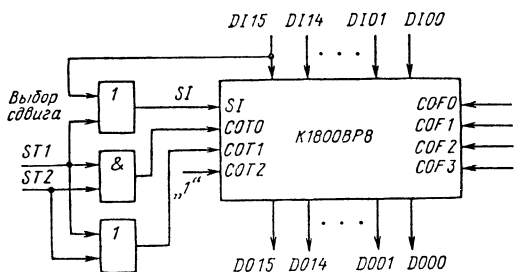 DI15 DI14 DI01 DI00
Выбор сдвига
1
SI
SI
COT0
COT1
COT2
K1800ВР8
COF0
COF1
COF2
COF3
ST1
ST2
&
„1“
1
DO15 DO14 DO01 DO00